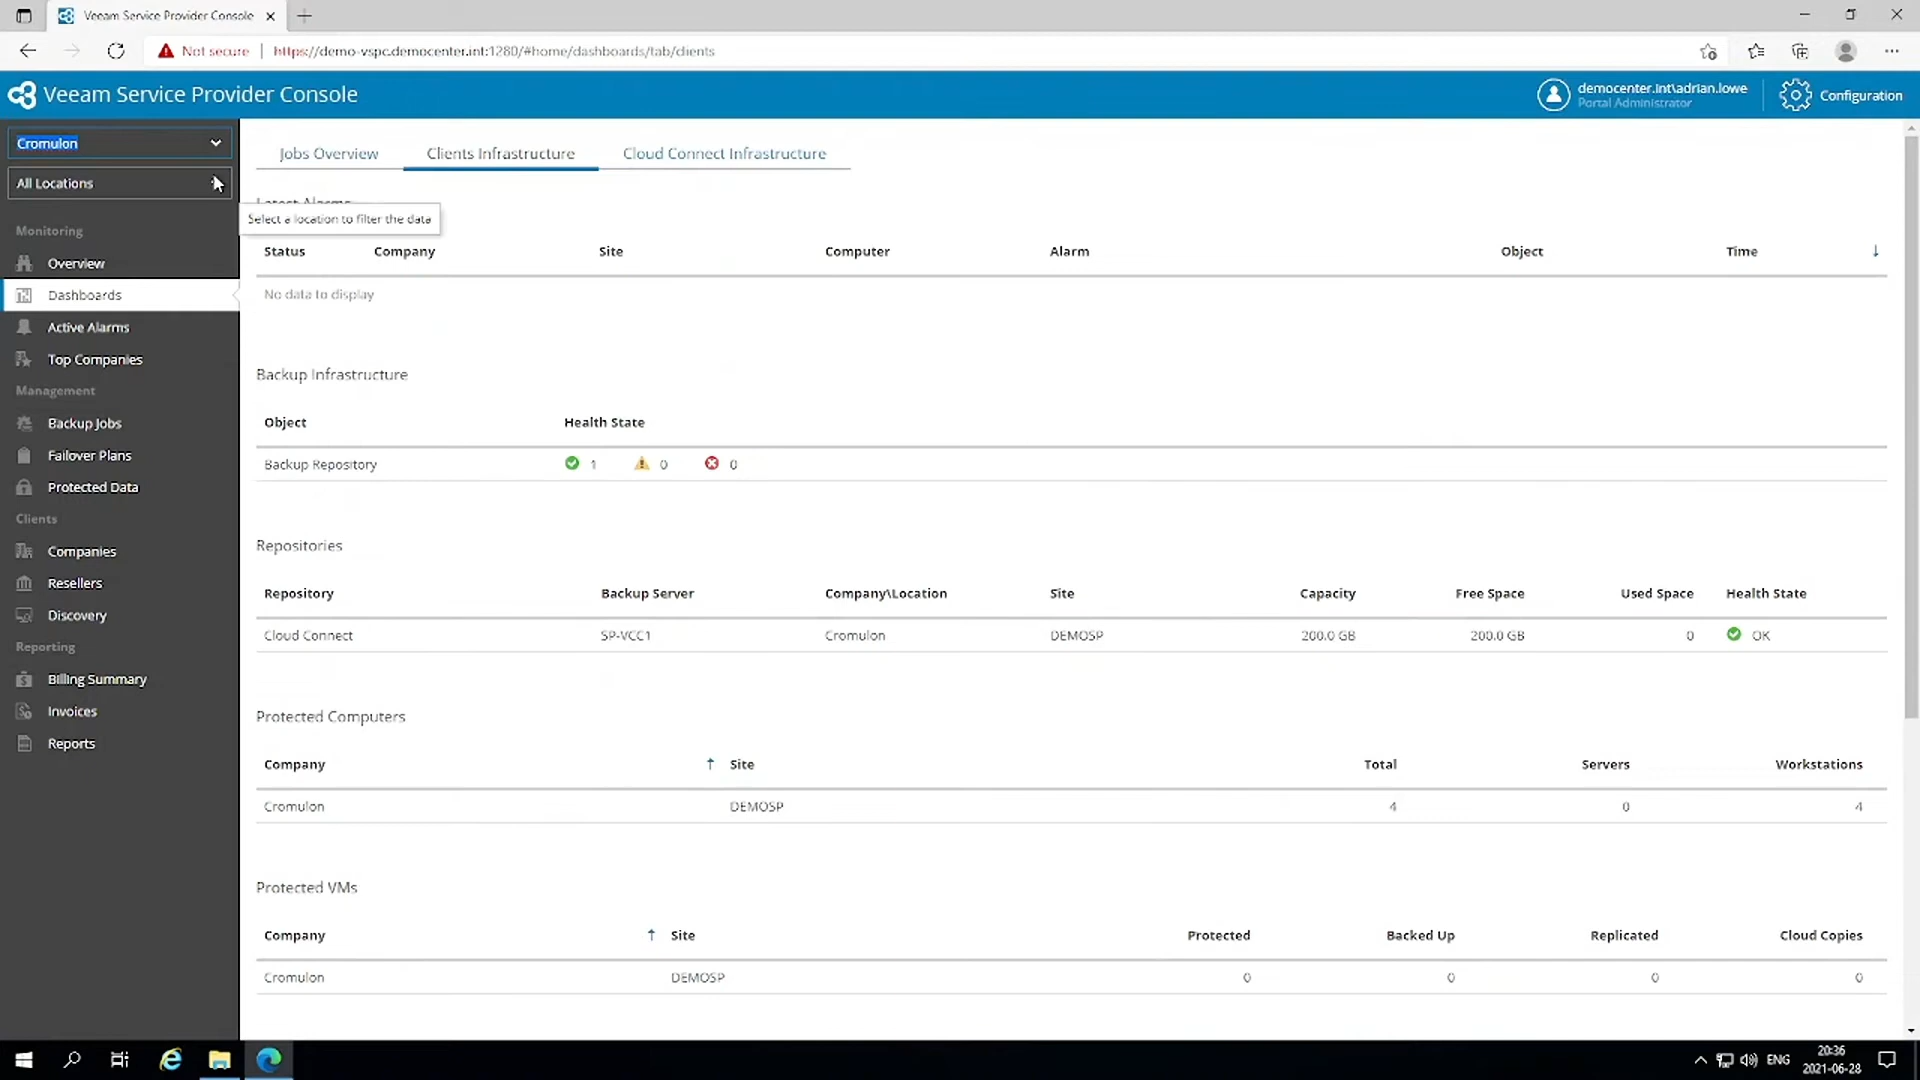 Veeam Service Provider Console
Not secure
https://demo-vspc.democenter.int:1280/#home/dashboards/tab/clients
Veeam Service Provider Console
democenter.int\adrian.lowe
Portal Administrator
Configuration
Cromulon
All Locations
Jobs Overview
Clients Infrastructure
Cloud Connect Infrastructure
Latest Alarms
Select a location to filter the data
Status Company Site Computer Alarm Object Time
No data to display
Monitoring
Overview
Dashboards
Active Alarms
Top Companies
Management
Backup Jobs
Failover Plans
Protected Data
Clients
Companies
Resellers
Discovery
Reporting
Billing Summary
Invoices
Reports
Backup Infrastructure
Object Health State
Backup Repository 1 0 0
Repositories
Repository Backup Server Company\Location Site Capacity Free Space Used Space Health State
Cloud Connect SP-VCC1 Cromulon DEMOSP 200.0 GB 200.0 GB 0 OK
Protected Computers
Company Site Total Servers Workstations
Cromulon DEMOSP 4 0 4
Protected VMs
Company Site Protected Backed Up Replicated Cloud Copies
Cromulon DEMOSP 0 0 0 0
ENG
20:36
2021-06-28